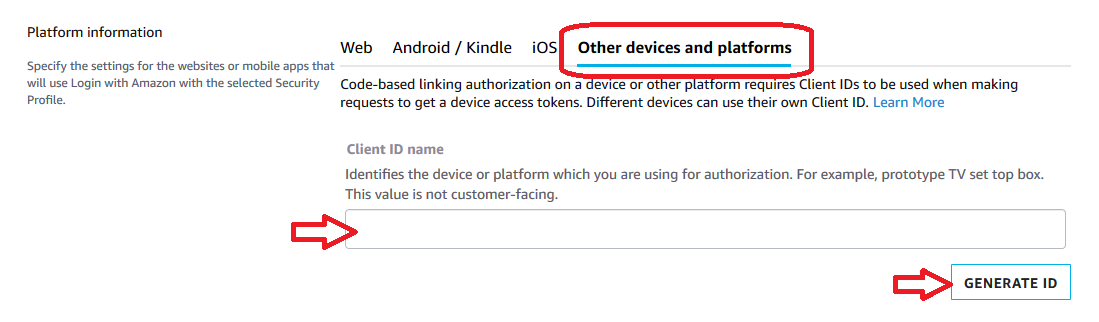 Platform information
Specify the settings for the websites or mobile apps that
will use Login with Amazon with the selected Security
Profile.
Web Android / Kindle iOS Other devices and platforms
Code-based linking authorization on a device or other platform requires Client IDs to be used when making
requests to get a device access tokens. Different devices can use their own Client ID. Learn More
Client ID name
Identifies the device or platform which you are using for authorization. For example, prototype TV set top box.
This value is not customer-facing.
GENERATE ID